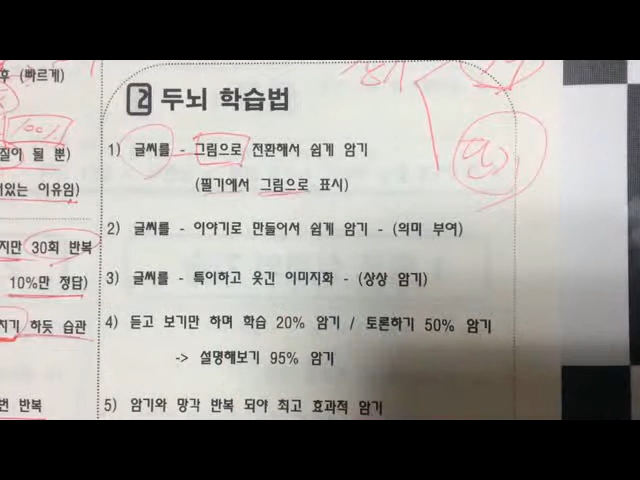 후 (빠르게)
100%
질이 될 뿐)
어있는 이유임)
지만 30회 반복
10%만 정답)
치기 하듯 습관
번 반복
2 두뇌 학습법
1) 글씨를 - 그림으로 전환해서 쉽게 암기
(필기에서 그림으로 표시)
2) 글씨를 - 이야기로 만들어서 쉽게 암기 - (의미 부여)
3) 글씨를 - 특이하고 웃긴 이미지화 - (상상 암기)
4) 듣고 보기만 하며 학습 20% 암기 / 토론하기 50% 암기
-> 설명해보기 95% 암기
5) 암기와 망각 반복 되야 최고 효과적 암기